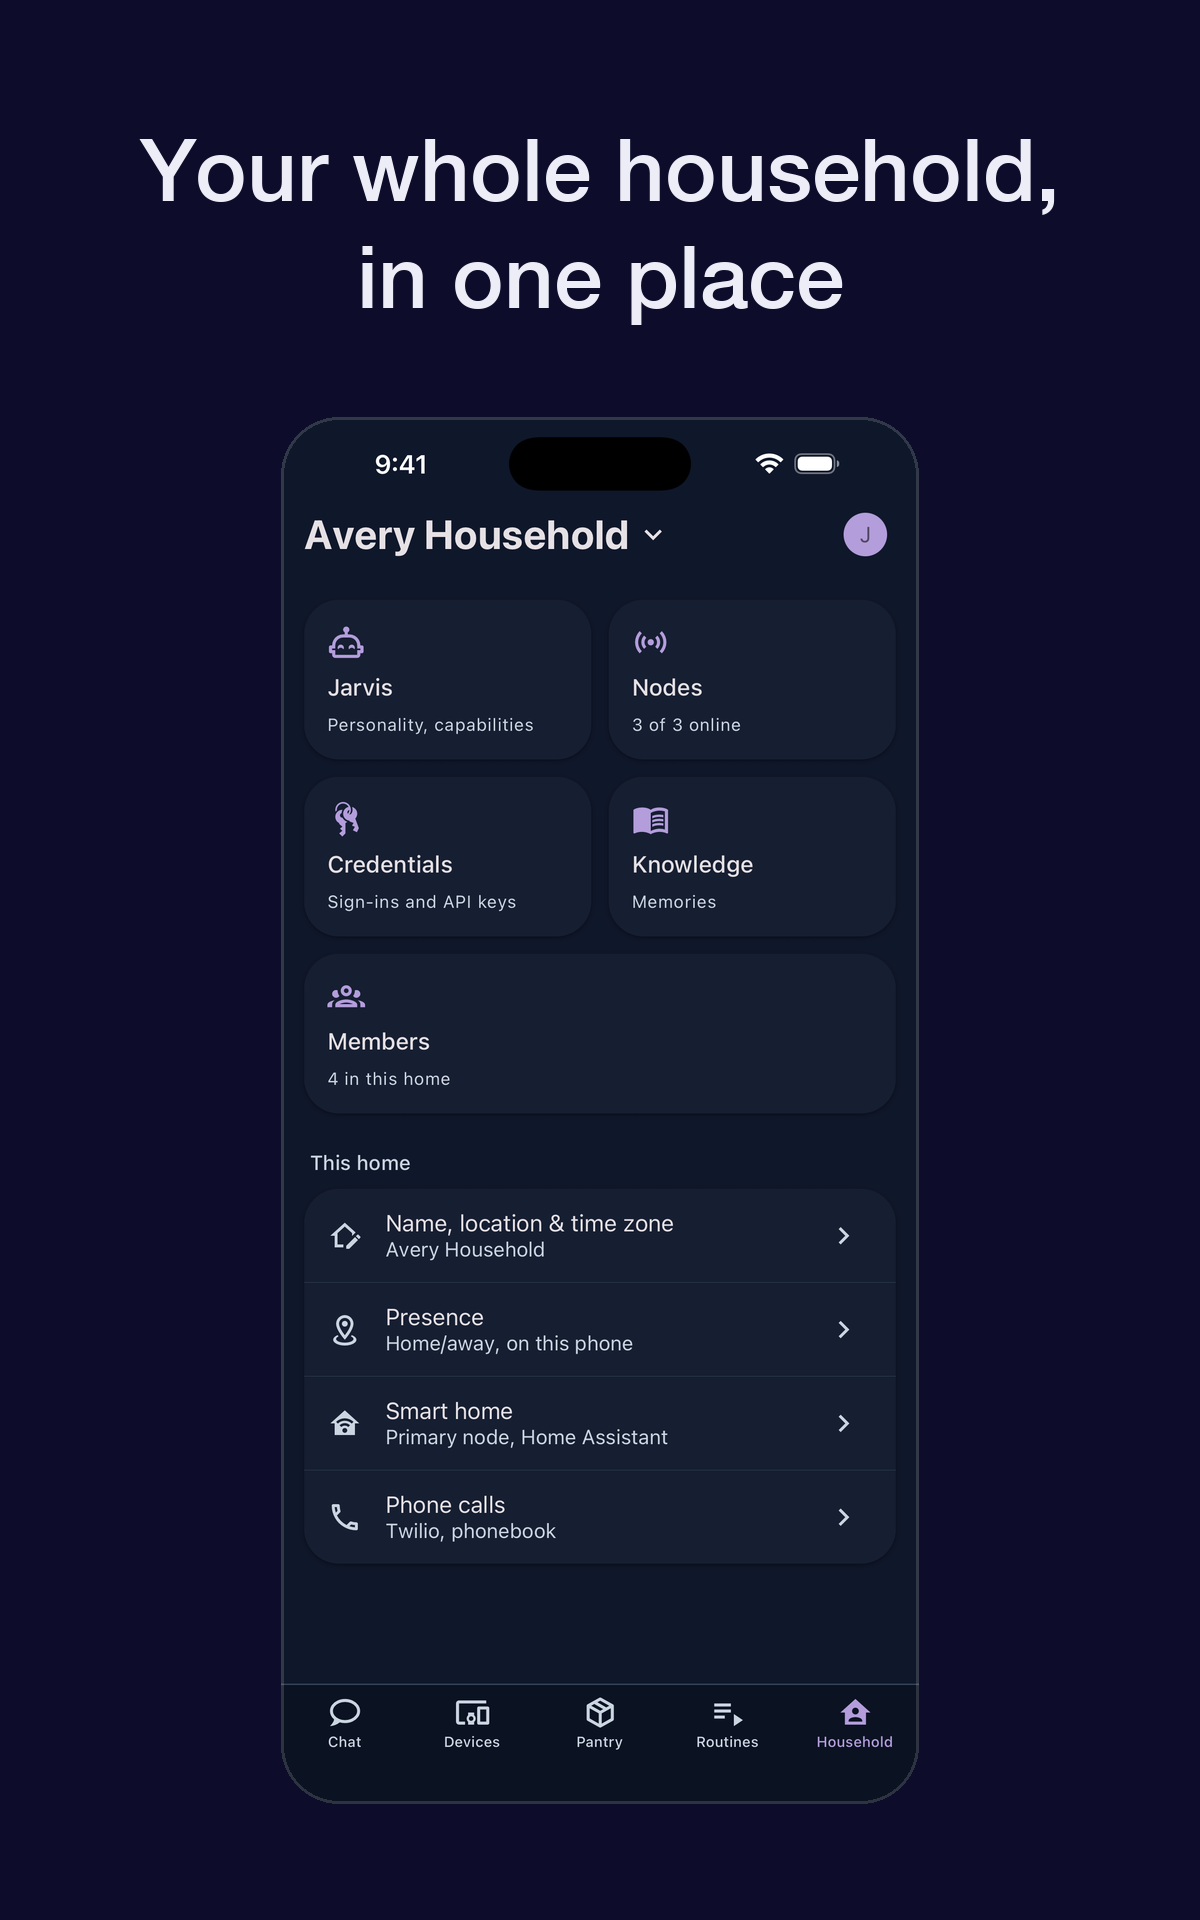 Your whole household,
in one place
9:41
Avery Household
J
Jarvis
Personality, capabilities
Nodes
3 of 3 online
Credentials
Sign-ins and API keys
Knowledge
Memories
Members
4 in this home
This home
Name, location & time zone
Avery Household
Presence
Home/away, on this phone
Smart home
Primary node, Home Assistant
Phone calls
Twilio, phonebook
Chat
Devices
Pantry
Routines
Household